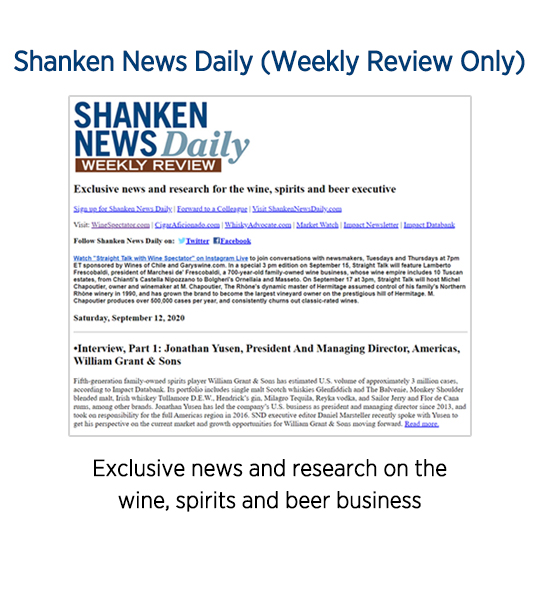 Shanken News Daily (Weekly Review Only)
SHANKEN
NEWS Daily
WEEKLY REVIEW
Exclusive news and research for the wine, spirits and beer executive
Sign up for Shanken News Daily | Forward to a Colleague | Visit ShankenNewsDaily.com
Visit: WineSpectator.com | CigarAficionado.com | WhiskyAdvocate.com | Market Watch | Impact Newsletter | Impact Databank
Follow Shanken News Daily on: Twitter Facebook
Watch "Straight Talk with Wine Spectator" on Instagram Live to join conversations with newsmakers, Tuesdays and Thursdays at 7pm
ET sponsored by Wines of Chile and Garyswine.com. In a special 3 pm edition on September 15, Straight Talk will feature Lamberto
Frescobaldi, president of Marchesi de' Frescobaldi, a 700-year-old family-owned wine business, whose wine empire includes 10 Tuscan
estates, from Chianti's Castella Nipozzano to Bolgheri's Ornellaia and Masseto. On September 17 at 3pm, Straight Talk will host Michel
Chapoutier, owner and winemaker at M. Chapoutier, The Rhône's dynamic master of Hermitage assumed control of his family's Northern
Rhône winery in 1990, and has grown the brand to become the largest vineyard owner on the prestigious hill of Hermitage. M.
Chapoutier produces over 500,000 cases per year, and consistently churns out classic-rated wines.
Saturday, September 12, 2020
•Interview, Part 1: Jonathan Yusen, President And Managing Director, Americas,
William Grant & Sons
Fifth-generation family-owned spirits player William Grant & Sons has estimated U.S. volume of approximately 3 million cases,
according to Impact Databank. Its portfolio includes single malt Scotch whiskies Glenfiddich and The Balvenie, Monkey Shoulder
blended malt, Irish whiskey Tullamore D.E.W., Hendrick's gin, Milagro Tequila, Reyka vodka, and Sailor Jerry and Flor de Cana
rums, among other brands. Jonathan Yusen has led the company's U.S. business as president and managing director since 2013, and
took on responsibility for the full Americas region in 2016. SND executive editor Daniel Marsteller recently spoke with Yusen to
get his perspective on the current market and growth opportunities for William Grant & Sons moving forward. Read more.
Exclusive news and research on the
wine, spirits and beer business